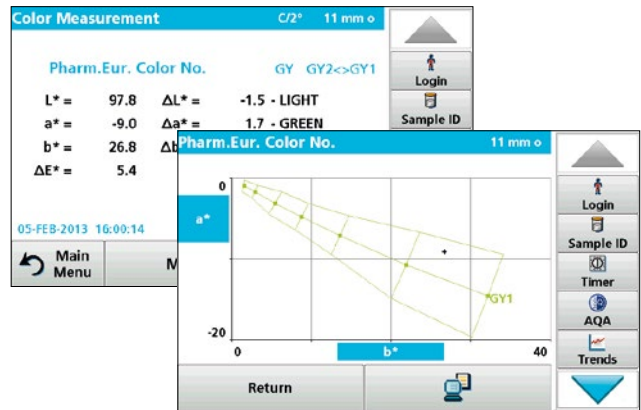 Color Measurement C/2° 11 mm o
Pharm.Eur. Color No. GY GY2<>GY1
L* = 97.8 ΔL* = -1.5 - LIGHT
a* = -9.0 Δa* = 1.7 - GREEN
b* = 26.8
ΔE* = 5.4
05-FEB-2013 16:00:14
Main
Menu
Login
Sample ID
Pharm.Eur. Color No. 11 mm o
0
a*
GY1
-20
0 b* 40
Return
Login
Sample ID
Timer
AQA
Trends